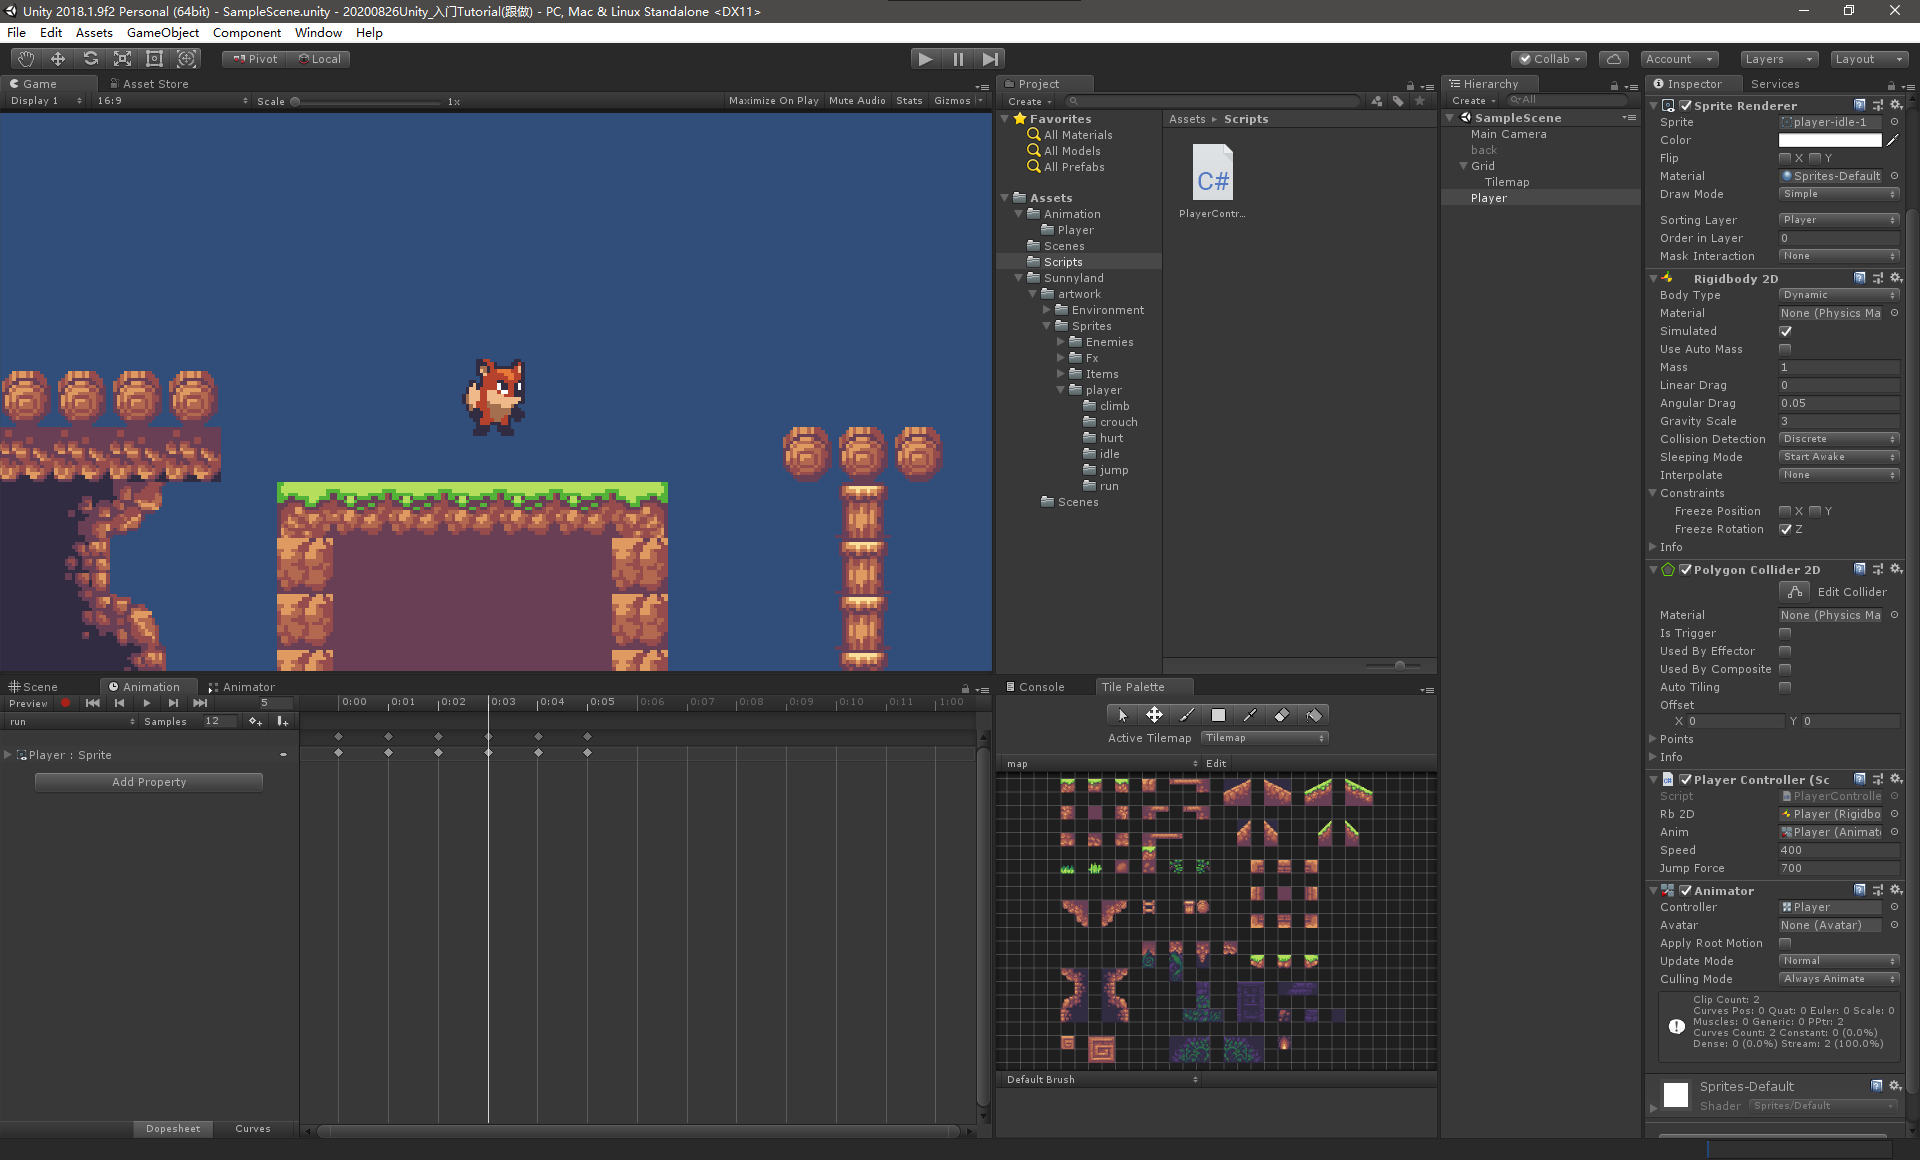 Unity 2018.1.9f2 Personal (64bit) - SampleScene.unity - 20200826Unity_入门Tutorial(跟做) - PC, Mac & Linux Standalone <DX11>
File Edit Assets GameObject Component Window Help
Pivot Local Collab Account Layers Layout
Game Asset Store
Display 1 16:9 Scale 1x Maximize On Play Mute Audio Stats Gizmos
Project
Create
Favorites
All Materials
All Models
All Prefabs
Assets
Animation
Player
Scenes
Scripts
Sunnyland
artwork
Environment
Sprites
Enemies
Fx
Items
player
climb
crouch
hurt
idle
jump
run
Scenes
Assets Scripts
C#
PlayerContr...
Hierarchy
Create All
SampleScene
Main Camera
back
Grid
Tilemap
Player
Inspector Services
Sprite Renderer
Sprite player-idle-1
Color
Flip X Y
Material Sprites-Default
Draw Mode Simple
Sorting Layer Player
Order in Layer 0
Mask Interaction None
Rigidbody 2D
Body Type Dynamic
Material None (Physics Ma
Simulated
Use Auto Mass
Mass 1
Linear Drag 0
Angular Drag 0.05
Gravity Scale 3
Collision Detection Discrete
Sleeping Mode Start Awake
Interpolate None
Constraints
Freeze Position X Y
Freeze Rotation Z
Info
Polygon Collider 2D
Edit Collider
Material None (Physics Ma
Is Trigger
Used By Effector
Used By Composite
Auto Tiling
Offset
X 0 Y 0
Points
Info
Player Controller (Sc
Script PlayerControlle
Rb 2D Player (Rigidbo
Anim Player (Animat
Speed 400
Jump Force 700
Animator
Controller Player
Avatar None (Avatar)
Apply Root Motion
Update Mode Normal
Culling Mode Always Animate
Clip Count: 2
Curves Pos: 0 Quat: 0 Euler: 0 Scale: 0
Muscles: 0 Generic: 0 PPtr: 2
Curves Count: 2 Constant: 0 (0.0%)
Dense: 0 (0.0%) Stream: 2 (100.0%)
Sprites-Default
Shader Sprites/Default
Scene Animation Animator
Preview 5 0:00 0:01 0:02 0:03 0:04 0:05 0:06 0:07 0:08 0:09 0:10 0:11 1:00
run Samples 12
Player : Sprite
Add Property
Dopesheet Curves
Console Tile Palette
Active Tilemap Tilemap
map Edit
Default Brush